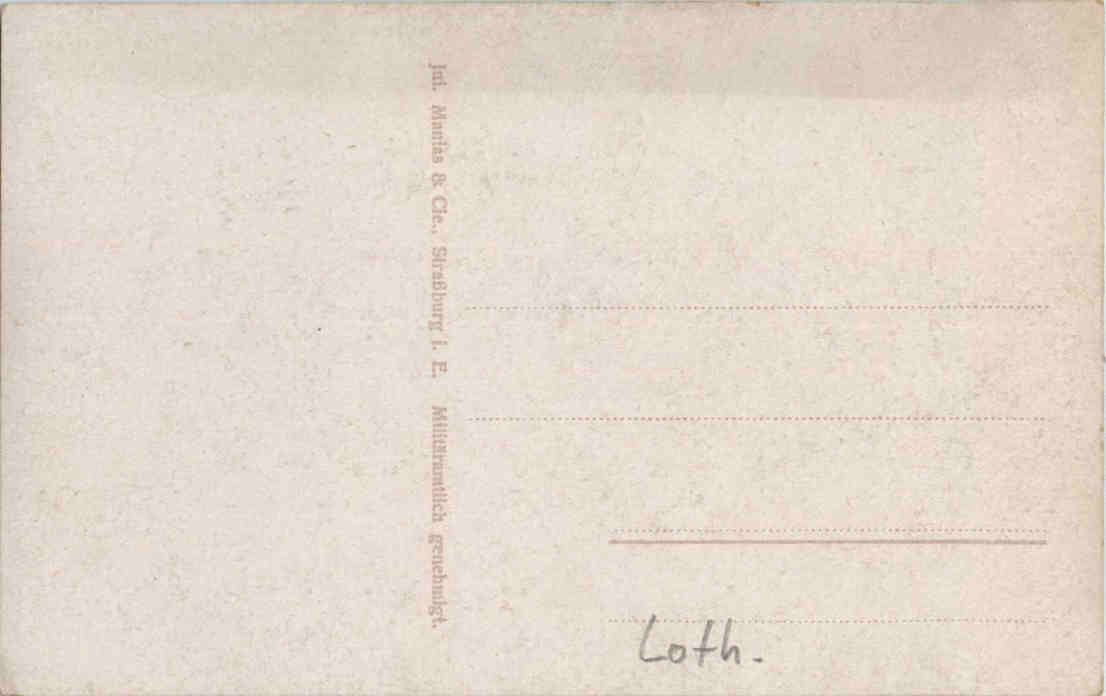 Jul. Manias & Cie., Straßburg i. E. Militäramtlich genehmigt.
Loth.